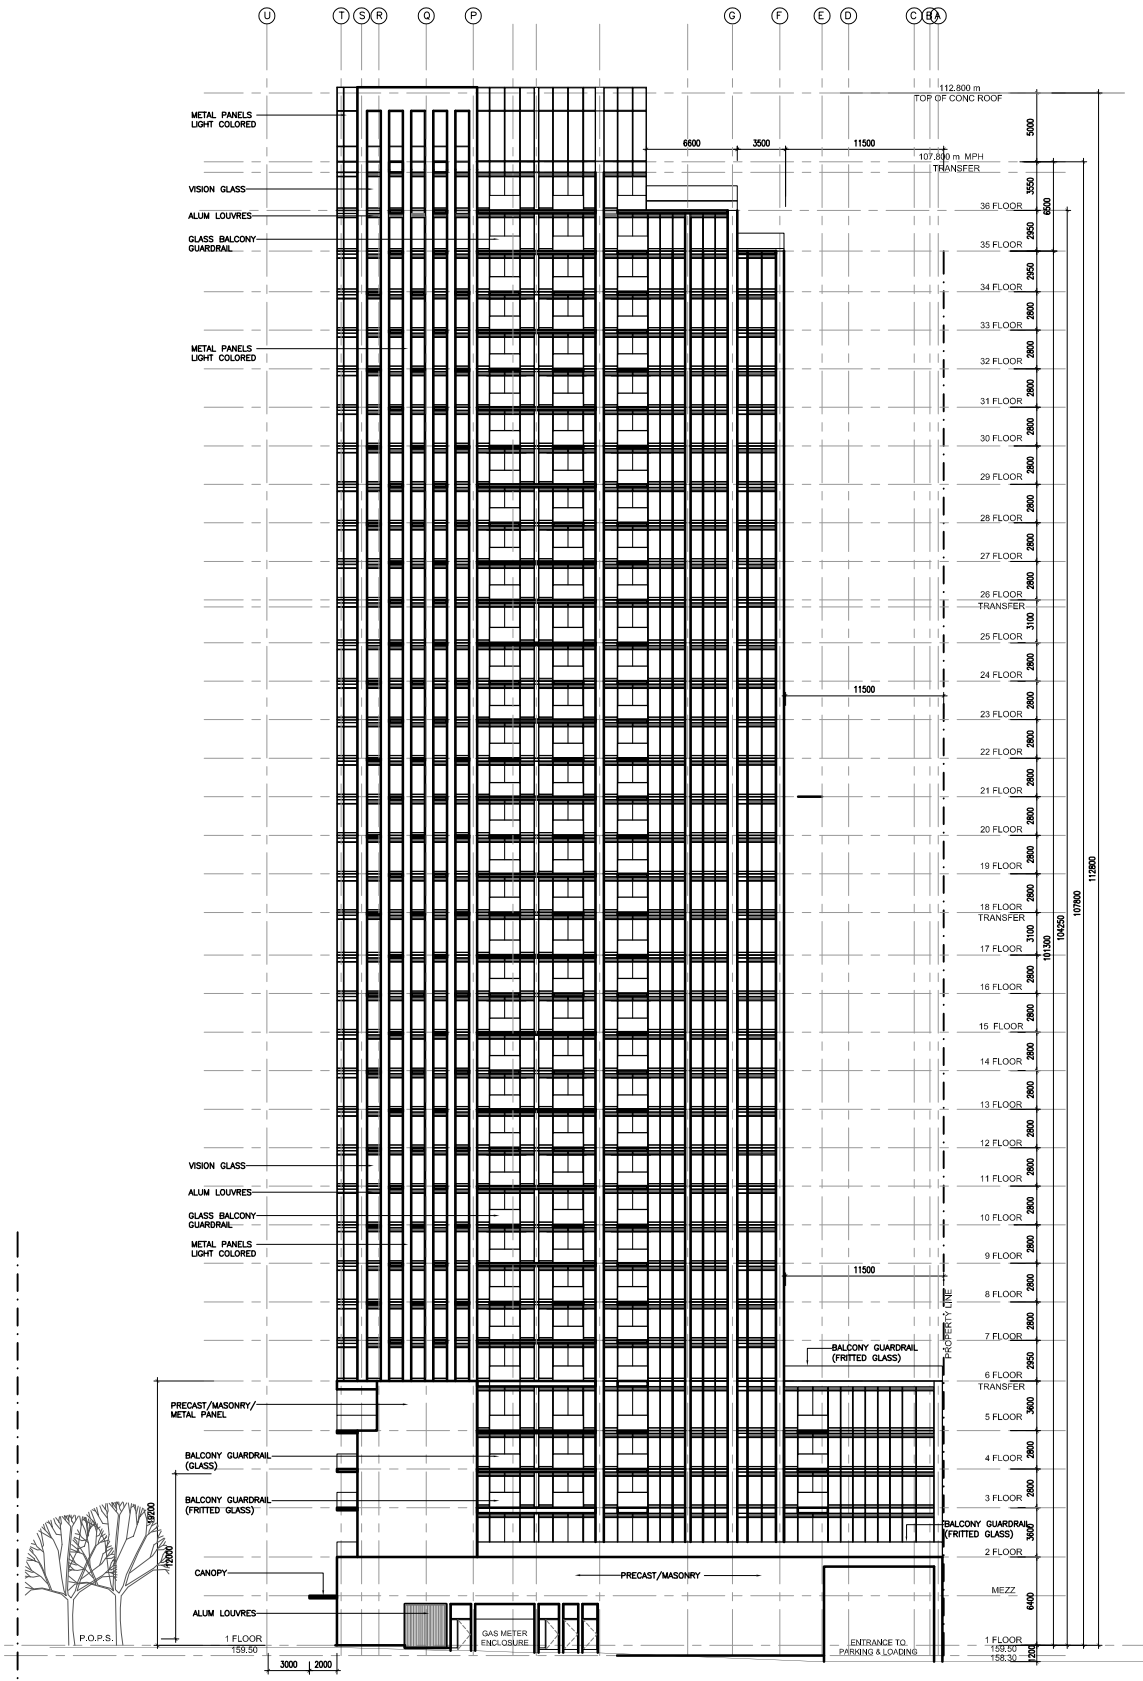 U T S R Q P G F E D C B A
112.800 m
TOP OF CONC ROOF
METAL PANELS
LIGHT COLORED
5000
6600 3500 11500
107.800 m MPH
TRANSFER
VISION GLASS
3550
36 FLOOR
6500
ALUM LOUVRES
2950
GLASS BALCONY
GUARDRAIL
35 FLOOR
2950
34 FLOOR
2800
33 FLOOR
2800
METAL PANELS
LIGHT COLORED
32 FLOOR
2800
31 FLOOR
2800
30 FLOOR
2800
29 FLOOR
2800
28 FLOOR
2800
27 FLOOR
2800
26 FLOOR
TRANSFER
3100
25 FLOOR
2800
24 FLOOR
11500
2800
23 FLOOR
2800
22 FLOOR
2800
21 FLOOR
2800
20 FLOOR
2800
19 FLOOR
112800
2800
18 FLOOR
107800
TRANSFER
104250
3100
101300
17 FLOOR
2800
16 FLOOR
2800
15 FLOOR
2800
14 FLOOR
2800
13 FLOOR
2800
12 FLOOR
2800
VISION GLASS
11 FLOOR
ALUM LOUVRES
2800
GLASS BALCONY
GUARDRAIL
10 FLOOR
2800
METAL PANELS
LIGHT COLORED
9 FLOOR
11500
2800
8 FLOOR
PROPERTY LINE
2800
7 FLOOR
BALCONY GUARDRAIL
(FRITTED GLASS)
2950
6 FLOOR
TRANSFER
PRECAST/MASONRY/
METAL PANEL
3600
5 FLOOR
BALCONY GUARDRAIL
(GLASS)
2800
4 FLOOR
2800
BALCONY GUARDRAIL
(FRITTED GLASS)
3 FLOOR
19200
BALCONY GUARDRAIL
(FRITTED GLASS)
3600
12000
2 FLOOR
CANOPY
PRECAST/MASONRY
MEZZ
6400
ALUM LOUVRES
GAS METER
ENCLOSURE
P.O.P.S.
1 FLOOR
159.50
ENTRANCE TO
PARKING & LOADING
1 FLOOR
159.50
158.30
1200
3000 2000